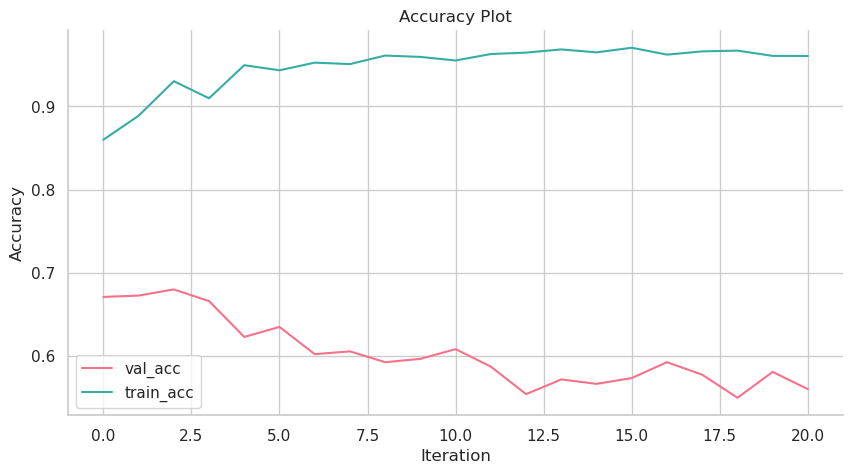 Accuracy Plot
Accuracy
0.9
0.8
0.7
0.6
val_acc
train_acc
0.0 2.5 5.0 7.5 10.0 12.5 15.0 17.5 20.0
Iteration